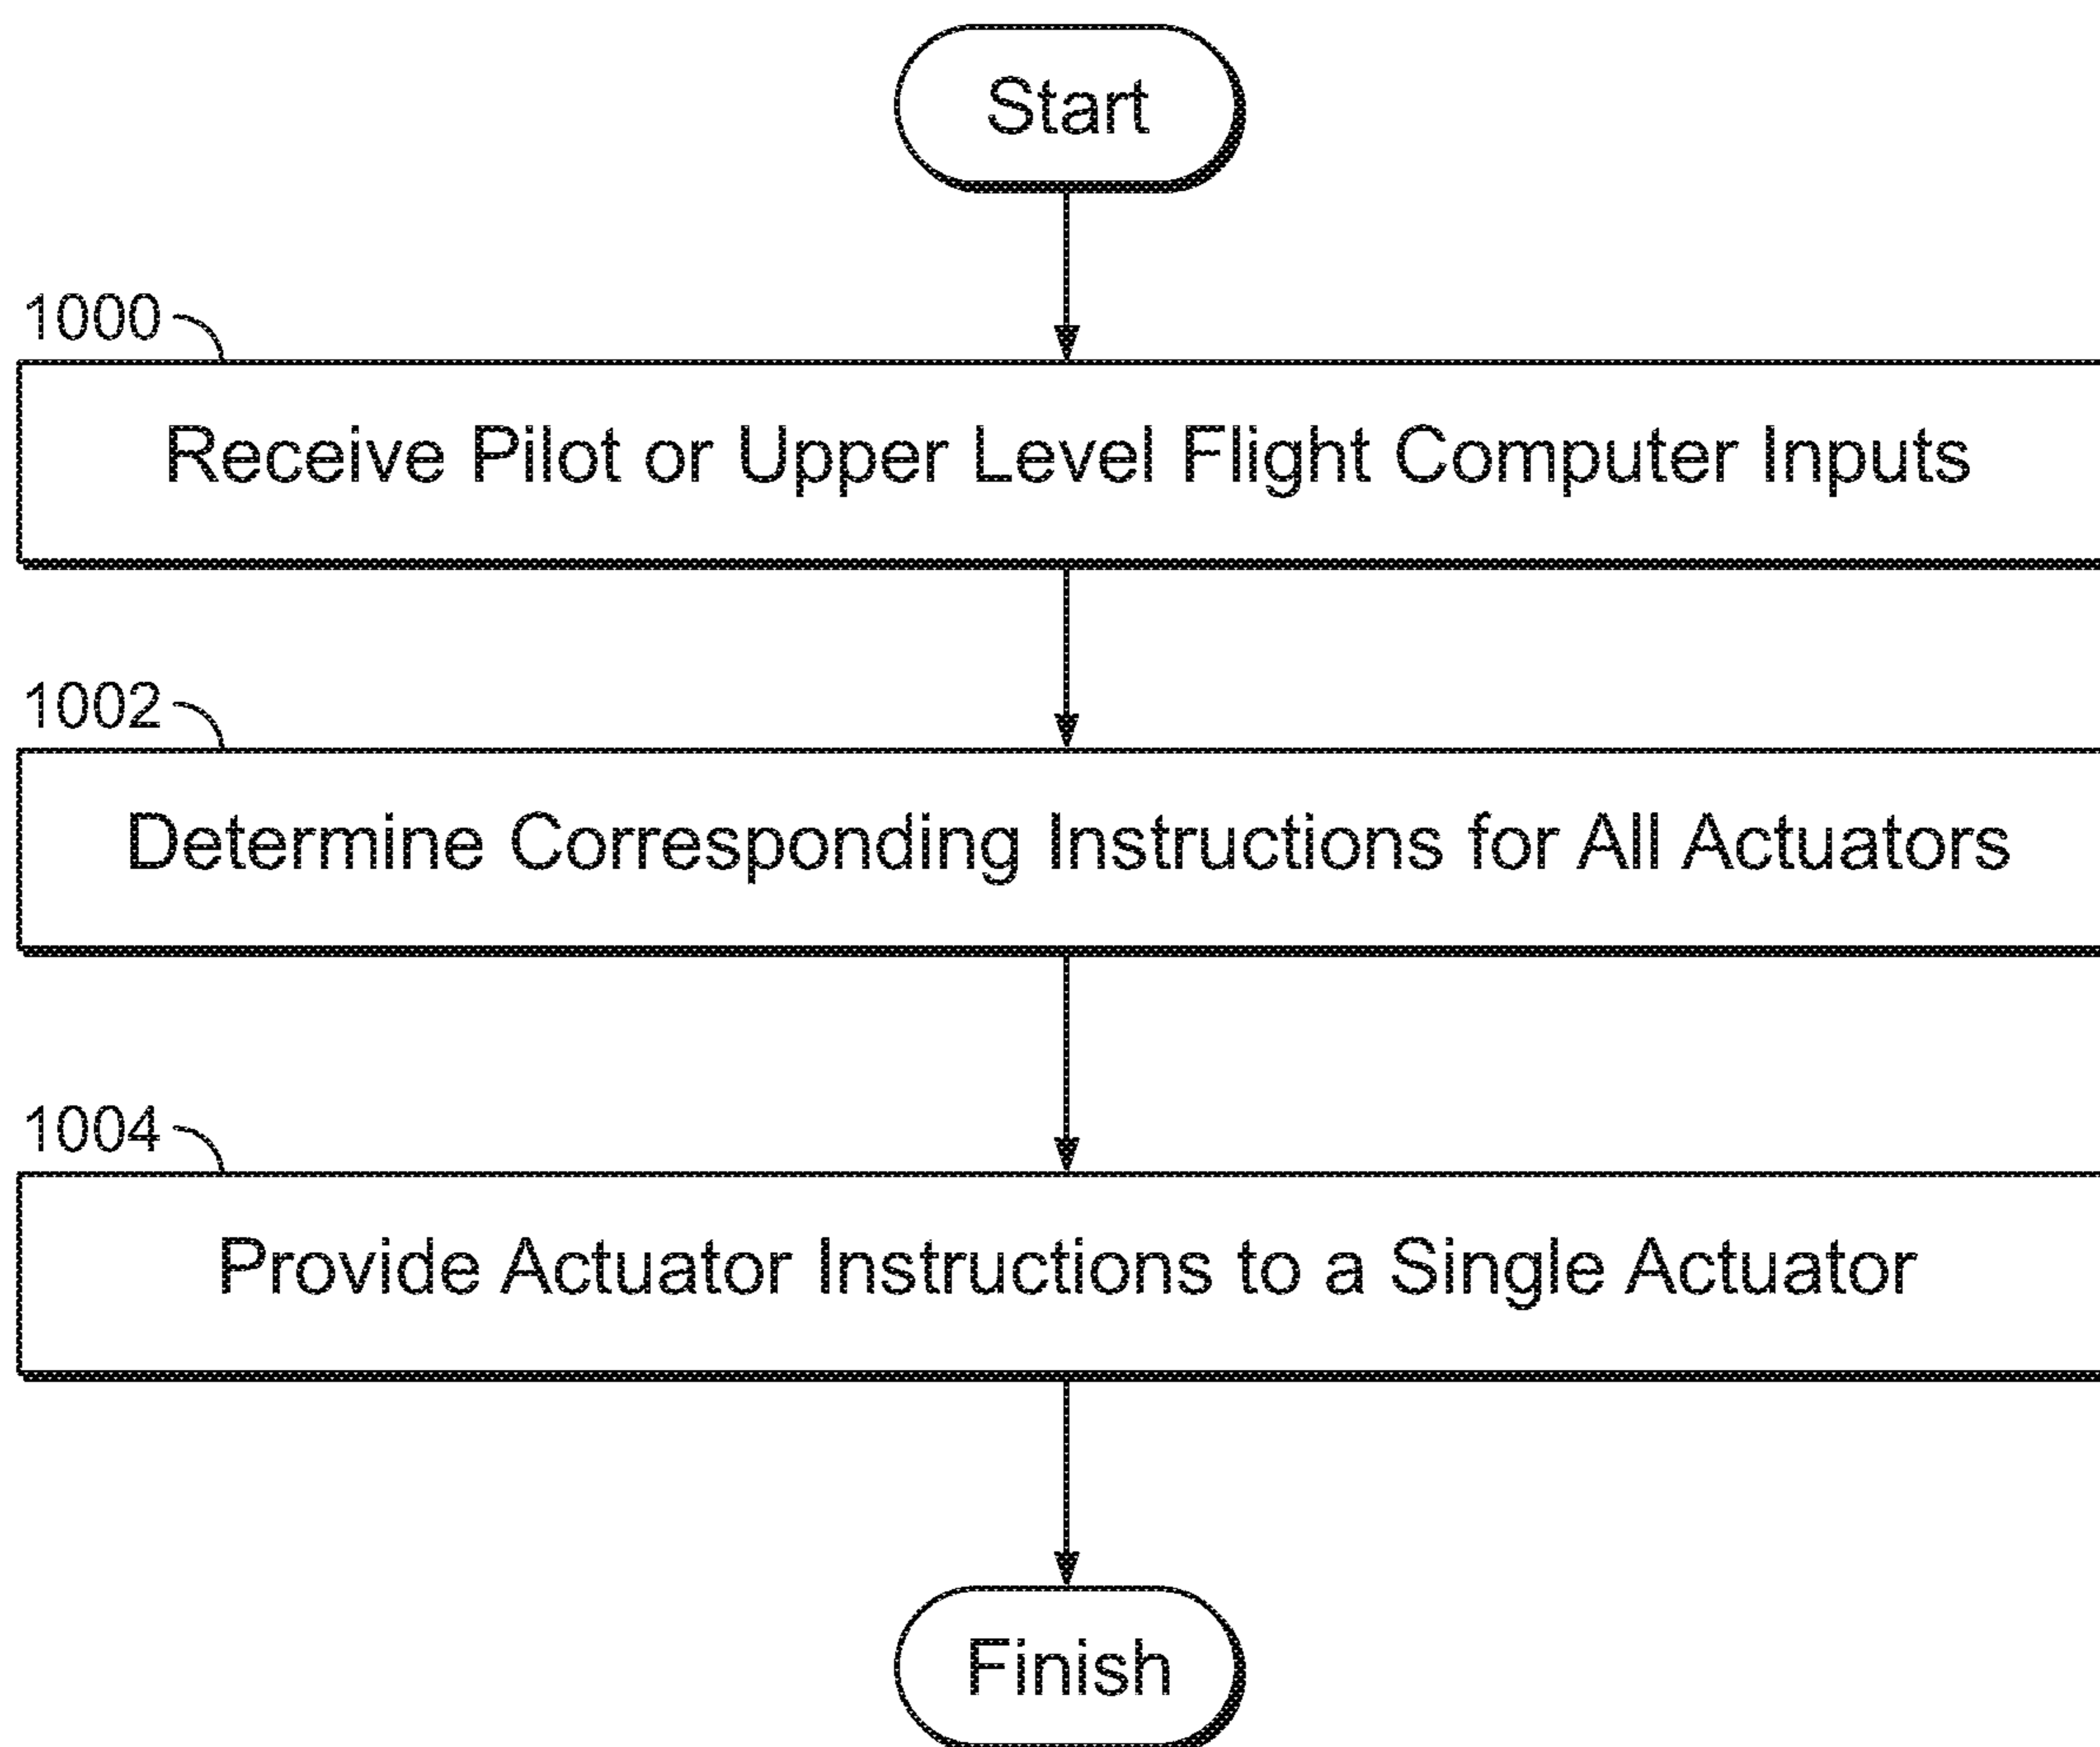 Start
1000
Receive Pilot or Upper Level Flight Computer Inputs
1002
Determine Corresponding Instructions for All Actuators
1004
Provide Actuator Instructions to a Single Actuator
Finish